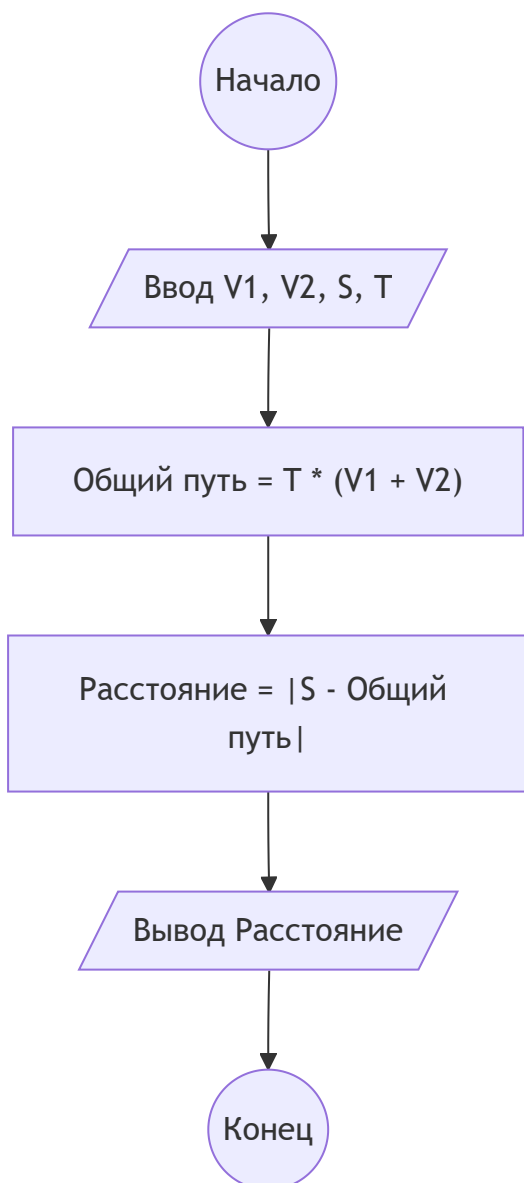 Начало
Ввод V1, V2, S, T
Общий путь = T * (V1 + V2)
Расстояние = |S - Общий
путь|
Вывод Расстояние
Конец